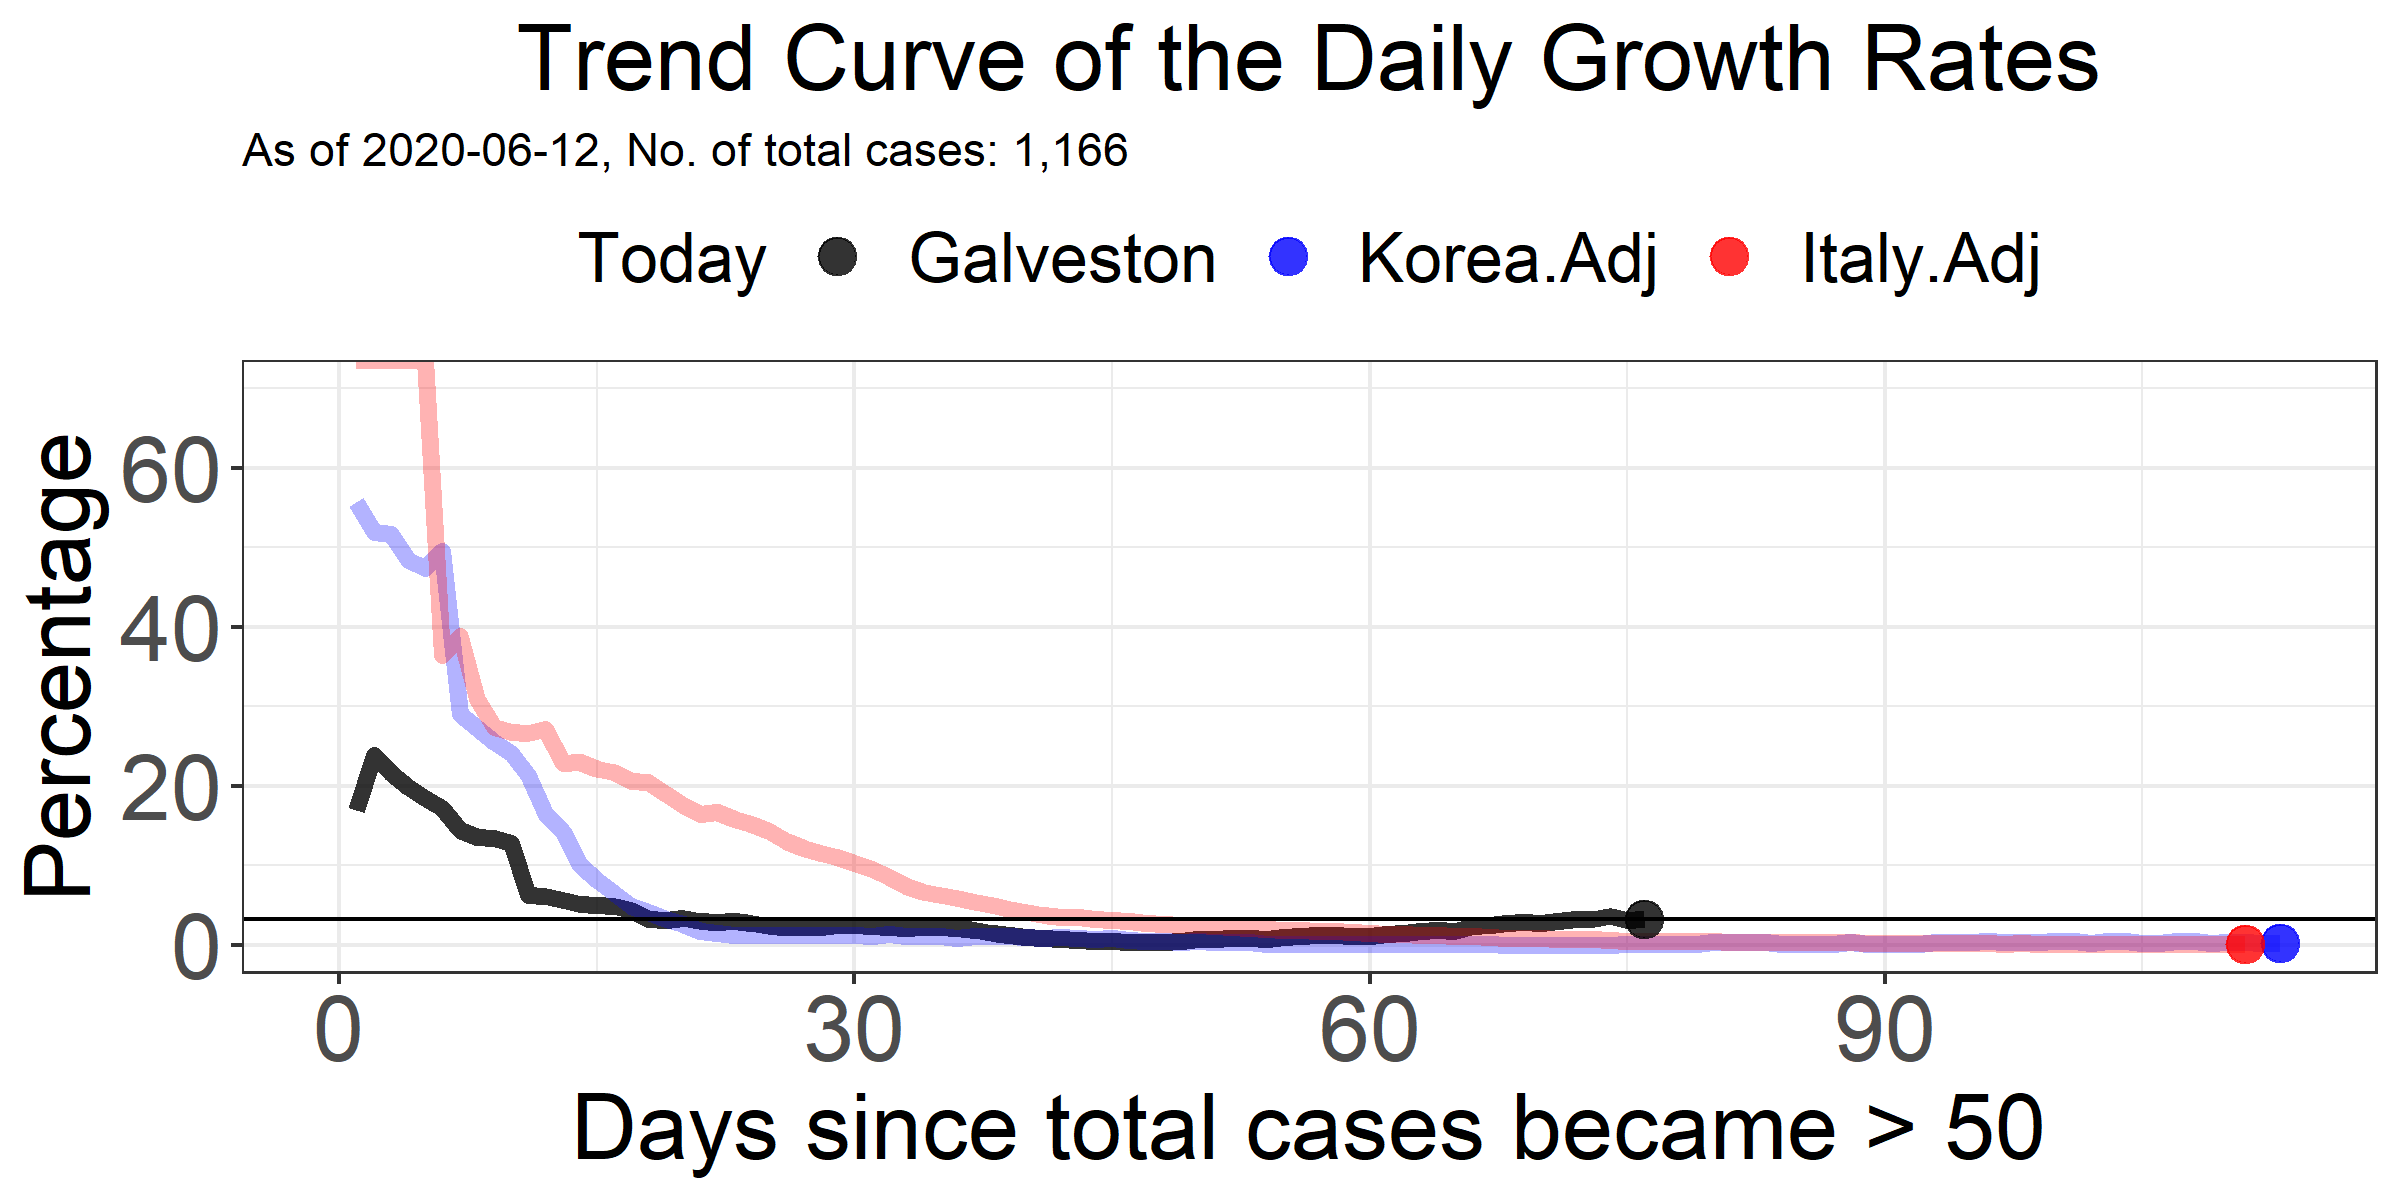 Trend Curve of the Daily Growth Rates
As of 2020-06-12, No. of total cases: 1,166
Today Galveston Korea.Adj Italy.Adj
Percentage
60
40
20
0
0 30 60 90
Days since total cases became > 50